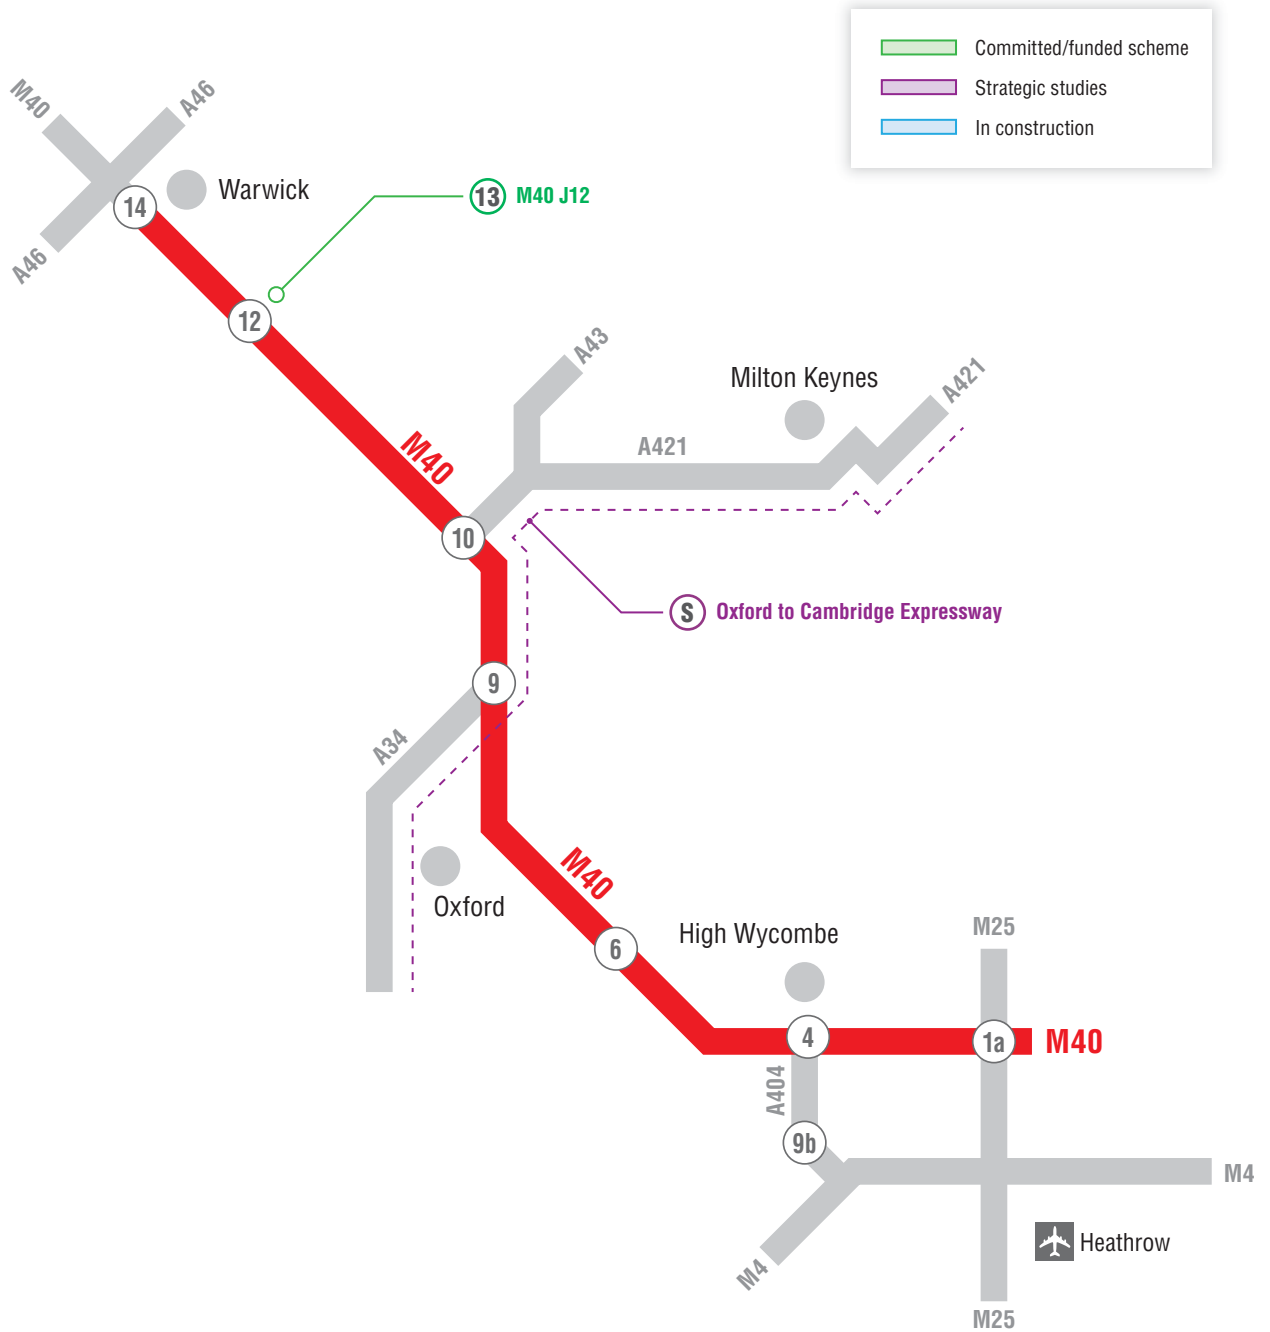 Committed/funded scheme
Strategic studies
In construction
M40
A46
Warwick
14
13
M40 J12
A46
12
A43
Milton Keynes
A421
M40
A421
10
S
Oxford to Cambridge Expressway
9
A34
M40
Oxford
High Wycombe
M25
6
4
1a
M40
A404
9b
M4
Heathrow
M4
M25